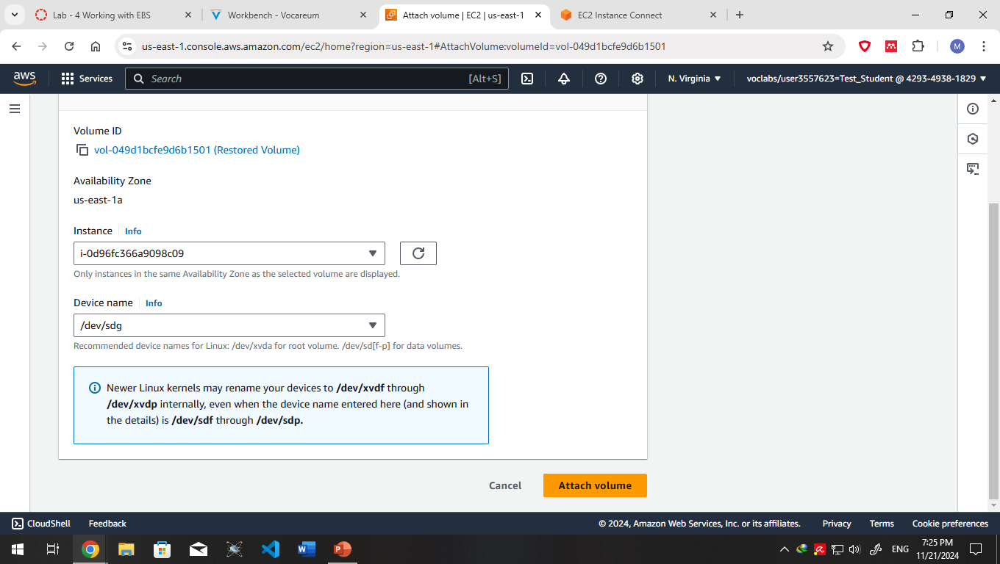 Lab - 4 Working with EBS
Workbench - Vocareum
Attach volume | EC2 | us-east-1
EC2 Instance Connect
us-east-1.console.aws.amazon.com/ec2/home?region=us-east-1#AttachVolume:volumeId=vol-049d1bcfe9d6b1501
M
aws
Services
Search
[Alt+S]
N. Virginia
voclabs/user3557623=Test_Student @ 4293-4938-1829
Volume ID
vol-049d1bcfe9d6b1501 (Restored Volume)
Availability Zone
us-east-1a
Instance
Info
i-0d96fc366a9098c09
Only instances in the same Availability Zone as the selected volume are displayed.
Device name
Info
/dev/sdg
Recommended device names for Linux: /dev/xvda for root volume. /dev/sd[f-p] for data volumes.
Newer Linux kernels may rename your devices to /dev/xvdf through
/dev/xvdp internally, even when the device name entered here (and shown in
the details) is /dev/sdf through /dev/sdp.
Cancel
Attach volume
CloudShell
Feedback
© 2024, Amazon Web Services, Inc. or its affiliates.
Privacy
Terms
Cookie preferences
ENG
7:25 PM
11/21/2024